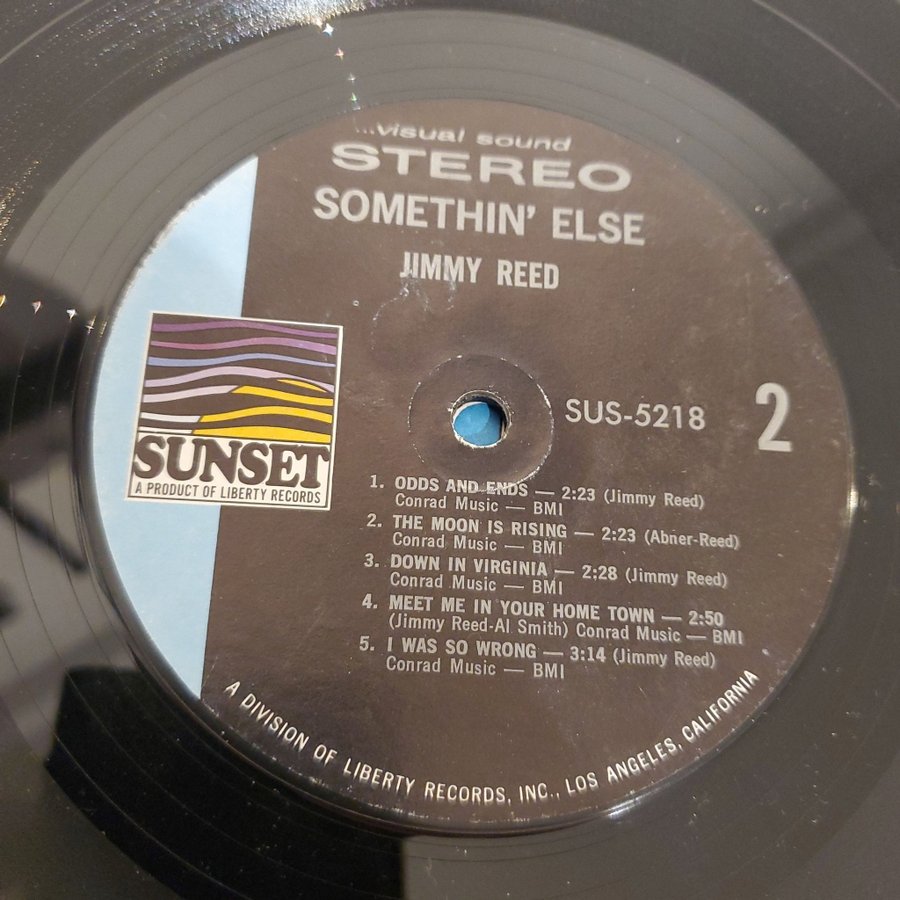 ...visual sound
STEREO
SOMETHIN' ELSE
JIMMY REED
SUNSET
A PRODUCT OF LIBERTY RECORDS
SUS-5218
2
1. ODDS AND ENDS — 2:23 (Jimmy Reed)
Conrad Music — BMI
2. THE MOON IS RISING — 2:23 (Abner-Reed)
Conrad Music — BMI
3. DOWN IN VIRGINIA — 2:28 (Jimmy Reed)
Conrad Music — BMI
4. MEET ME IN YOUR HOME TOWN — 2:50
(Jimmy Reed-Al Smith) Conrad Music — BMI
5. I WAS SO WRONG — 3:14 (Jimmy Reed)
Conrad Music — BMI
A DIVISION OF LIBERTY RECORDS, INC., LOS ANGELES, CALIFORNIA